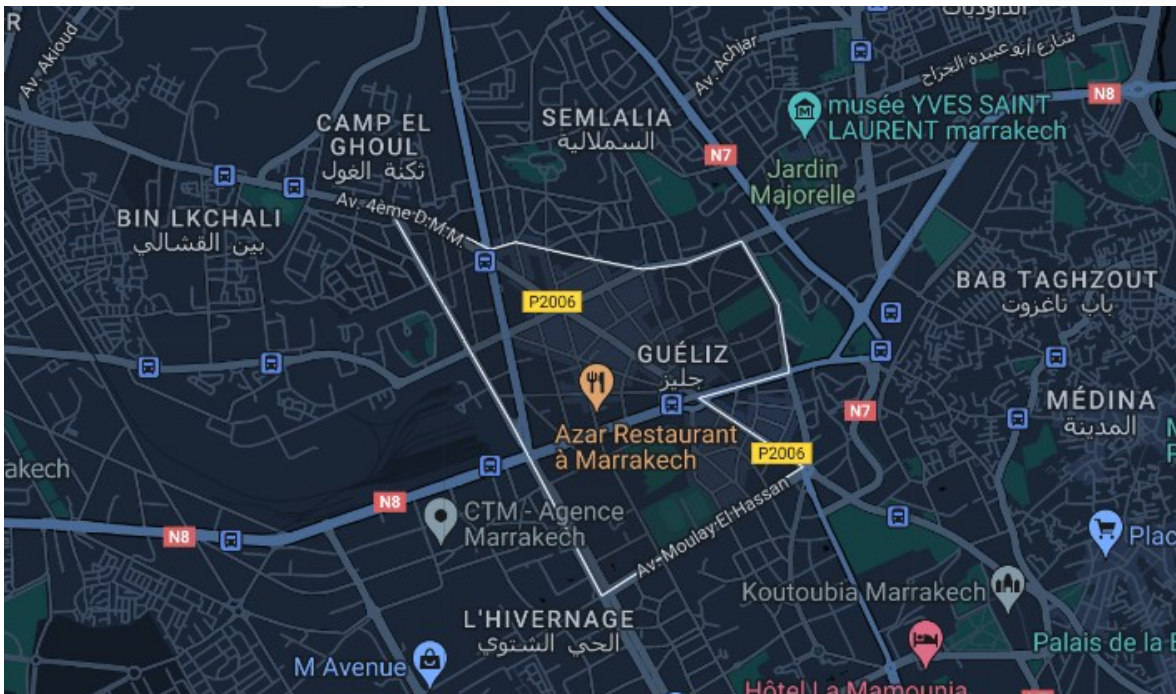 R
Av. Akioud
الداوديات
Av. Achjar
شارع أبو عبيدة الجراح
N8
musée YVES SAINT
LAURENT marrakech
SEMLALIA
السملالية
CAMP EL
GHOUL
ثكنة الغول
N7
Jardin
Majorelle
BIN LKCHALI
بين القشالي
Av. 4ème D.M.M.
BAB TAGHZOUT
باب تاغزوت
P2006
GUÉLIZ
جليز
MÉDINA
المدينة
N7
Azar Restaurant
à Marrakech
P2006
rakech
N8
CTM - Agence
Marrakech
Av. Moulay El Hassan
N8
Plac
Koutoubia Marrakech
L'HIVERNAGE
الحي الشتوي
Palais de la
M Avenue
Hôtel La Mamounia